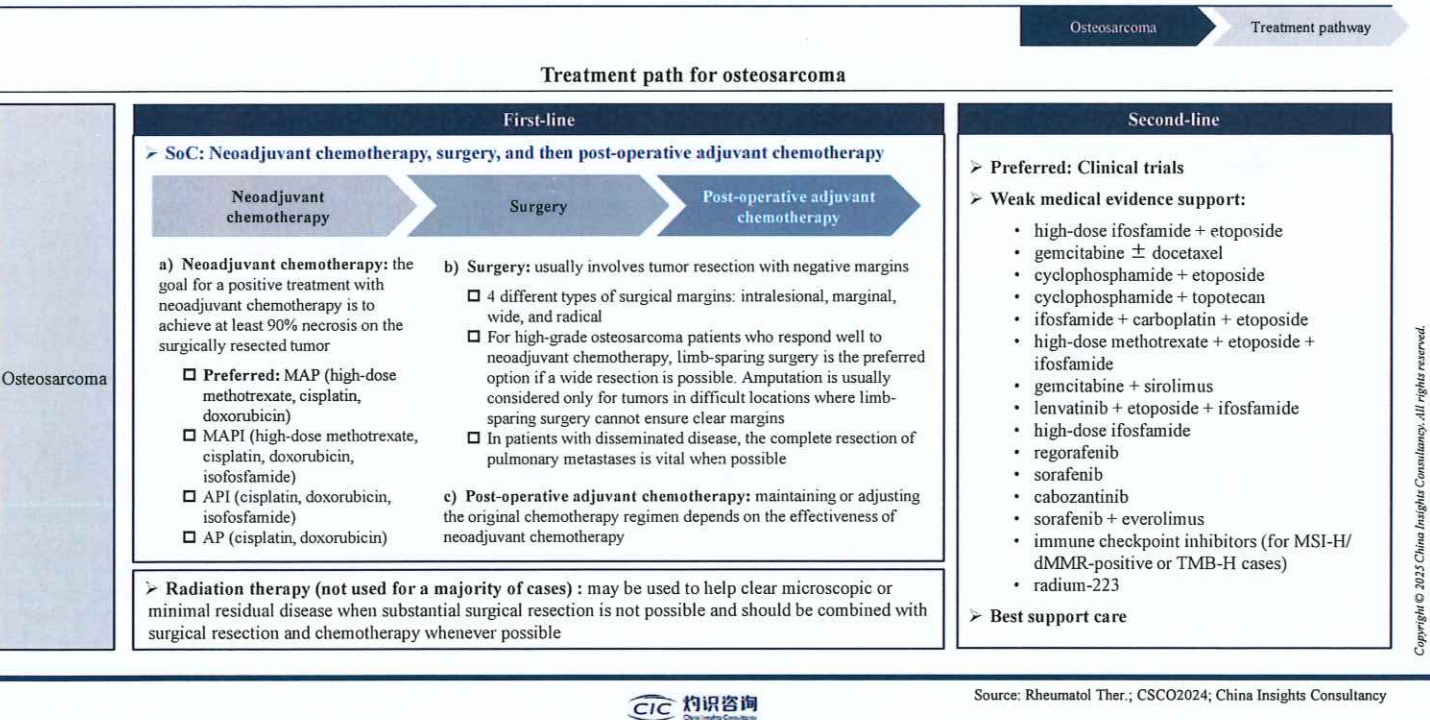 Osteosarcoma
Treatment pathway
Treatment path for osteosarcoma
Osteosarcoma
First-line
➢ SoC: Neoadjuvant chemotherapy, surgery, and then post-operative adjuvant chemotherapy
Neoadjuvant
chemotherapy
Surgery
Post-operative adjuvant
chemotherapy
a) Neoadjuvant chemotherapy: the
goal for a positive treatment with
neoadjuvant chemotherapy is to
achieve at least 90% necrosis on the
surgically resected tumor
☐ Preferred: MAP (high-dose
methotrexate, cisplatin,
doxorubicin)
☐ MAPI (high-dose methotrexate,
cisplatin, doxorubicin,
isofosfamide)
☐ API (cisplatin, doxorubicin,
isofosfamide)
☐ AP (cisplatin, doxorubicin)
b) Surgery: usually involves tumor resection with negative margins
☐ 4 different types of surgical margins: intralesional, marginal,
wide, and radical
☐ For high-grade osteosarcoma patients who respond well to
neoadjuvant chemotherapy, limb-sparing surgery is the preferred
option if a wide resection is possible. Amputation is usually
considered only for tumors in difficult locations where limb-
sparing surgery cannot ensure clear margins
☐ In patients with disseminated disease, the complete resection of
pulmonary metastases is vital when possible
c) Post-operative adjuvant chemotherapy: maintaining or adjusting
the original chemotherapy regimen depends on the effectiveness of
neoadjuvant chemotherapy
➢ Radiation therapy (not used for a majority of cases) : may be used to help clear microscopic or
minimal residual disease when substantial surgical resection is not possible and should be combined with
surgical resection and chemotherapy whenever possible
Second-line
➢ Preferred: Clinical trials
➢ Weak medical evidence support:
• high-dose ifosfamide + etoposide
• gemcitabine ± docetaxel
• cyclophosphamide + etoposide
• cyclophosphamide + topotecan
• ifosfamide + carboplatin + etoposide
• high-dose methotrexate + etoposide +
ifosfamide
• gemcitabine + sirolimus
• lenvatinib + etoposide + ifosfamide
• high-dose ifosfamide
• regorafenib
• sorafenib
• cabozantinib
• sorafenib + everolimus
• immune checkpoint inhibitors (for MSI-H/
dMMR-positive or TMB-H cases)
• radium-223
➢ Best support care
Copyright © 2025 China Insights Consultancy. All rights reserved.
CIC 灼识咨询
China Insights Consultancy
Source: Rheumatol Ther.; CSCO2024; China Insights Consultancy